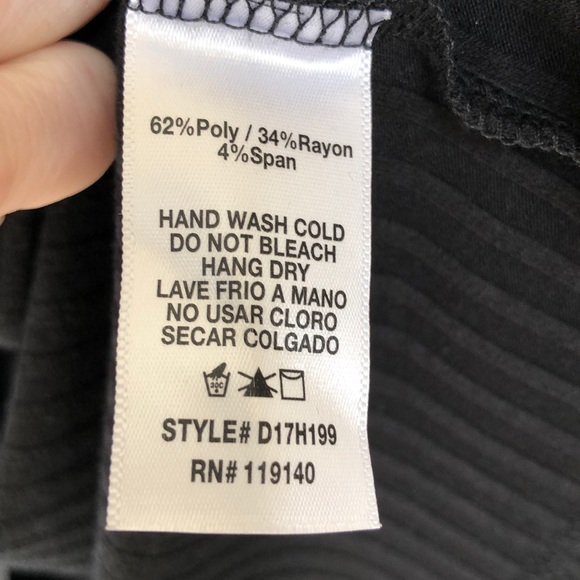 62%Poly / 34%Rayon
4%Span
HAND WASH COLD
DO NOT BLEACH
HANG DRY
LAVE FRIO A MANO
NO USAR CLORO
SECAR COLGADO
30C
STYLE# D17H199
RN# 119140